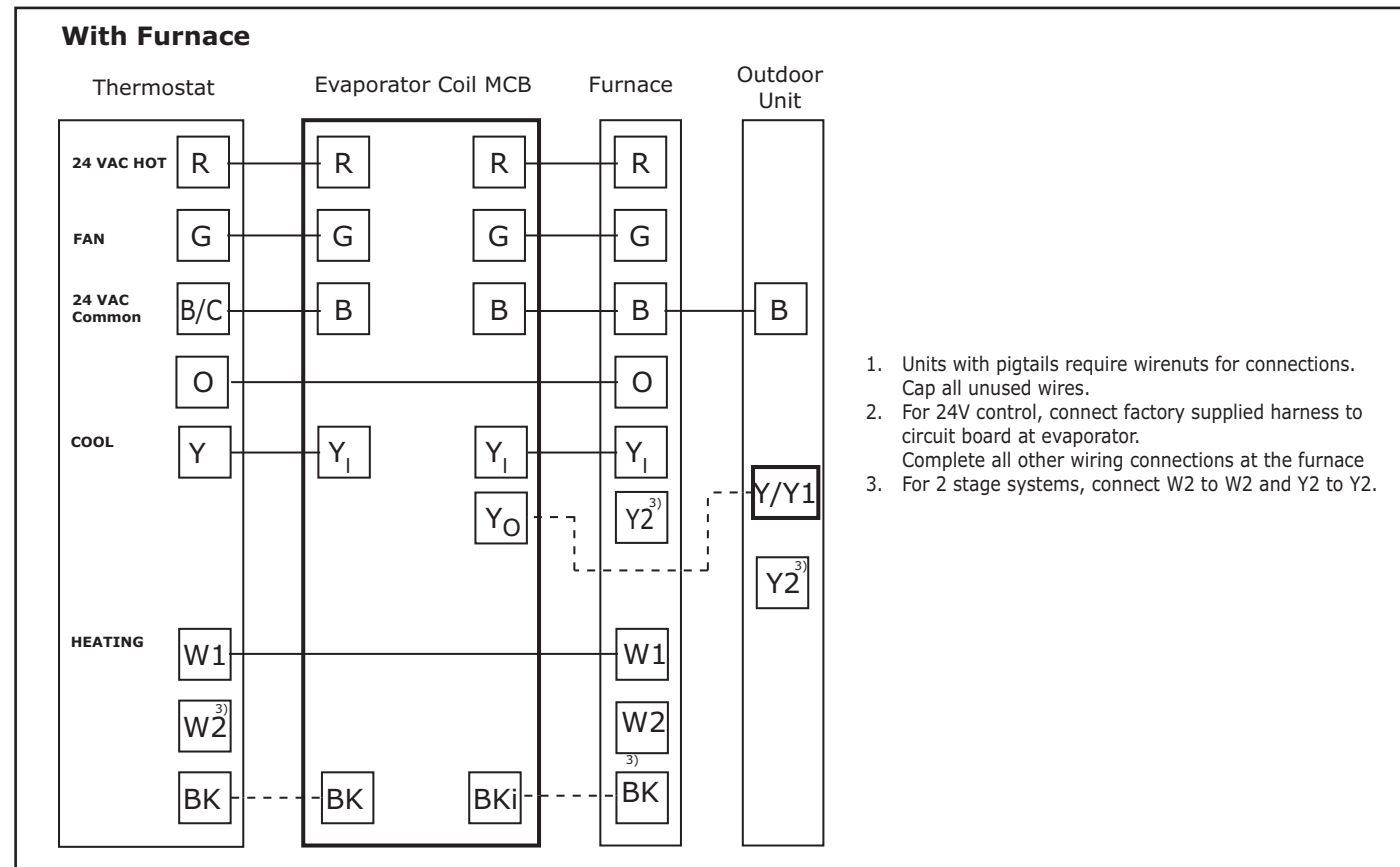 With Furnace
Thermostat Evaporator Coil MCB Furnace Outdoor
Unit
24 VAC HOT R R R R
FAN G G G G
24 VAC
Common B/C B B B B
O O
COOL Y YI YI YI
YO Y2 3) Y/Y1
Y2 3)
HEATING W1 W1
W2 3) W2
3)
BK BK BKi BK
1. Units with pigtails require wirenuts for connections.
Cap all unused wires.
2. For 24V control, connect factory supplied harness to
circuit board at evaporator.
Complete all other wiring connections at the furnace
3. For 2 stage systems, connect W2 to W2 and Y2 to Y2.